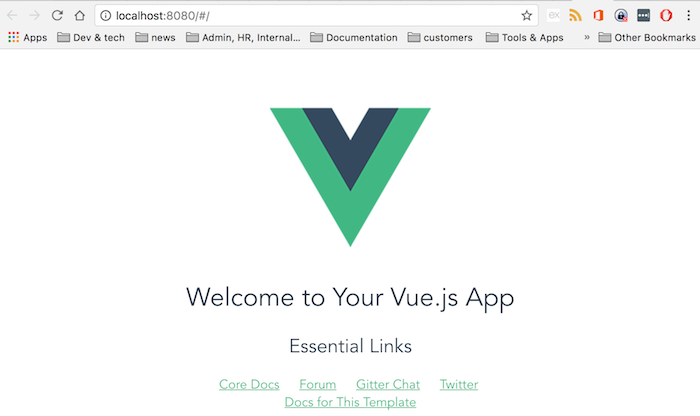 localhost:8080/#/
Apps Dev & tech news Admin, HR, Internal... Documentation customers Tools & Apps » Other Bookmarks
Welcome to Your Vue.js App
Essential Links
Core Docs Forum Gitter Chat Twitter
Docs for This Template